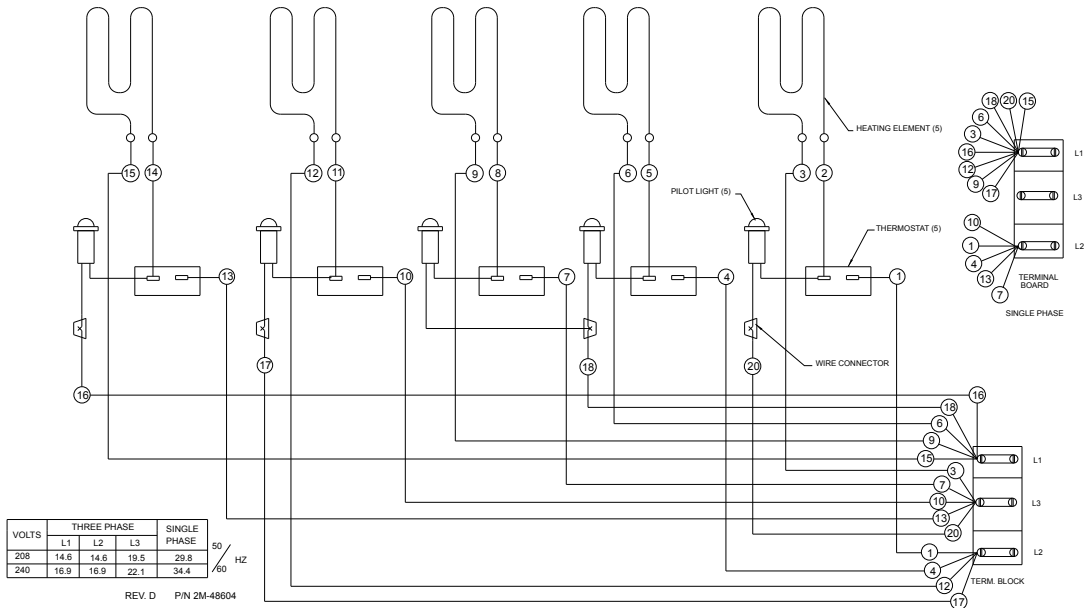 18 20 15
6
3
16
12
9
17
L1
L3
10
1
4
13
7
L2
TERMINAL
BOARD
SINGLE PHASE
HEATING ELEMENT (5)
15 14 12 11 9 8 6 5 3 2
PILOT LIGHT (5)
THERMOSTAT (5)
13 10 7 4 1
WIRE CONNECTOR
17 18 20
16 16
18
6
9
15
L1
3
7
10
13
20
L3
1
4
12
17
L2
TERM. BLOCK
VOLTS THREE PHASE SINGLE PHASE
L1 L2 L3
208 14.6 14.6 19.5 29.8
240 16.9 16.9 22.1 34.4
50/60 HZ
REV. D P/N 2M-48604